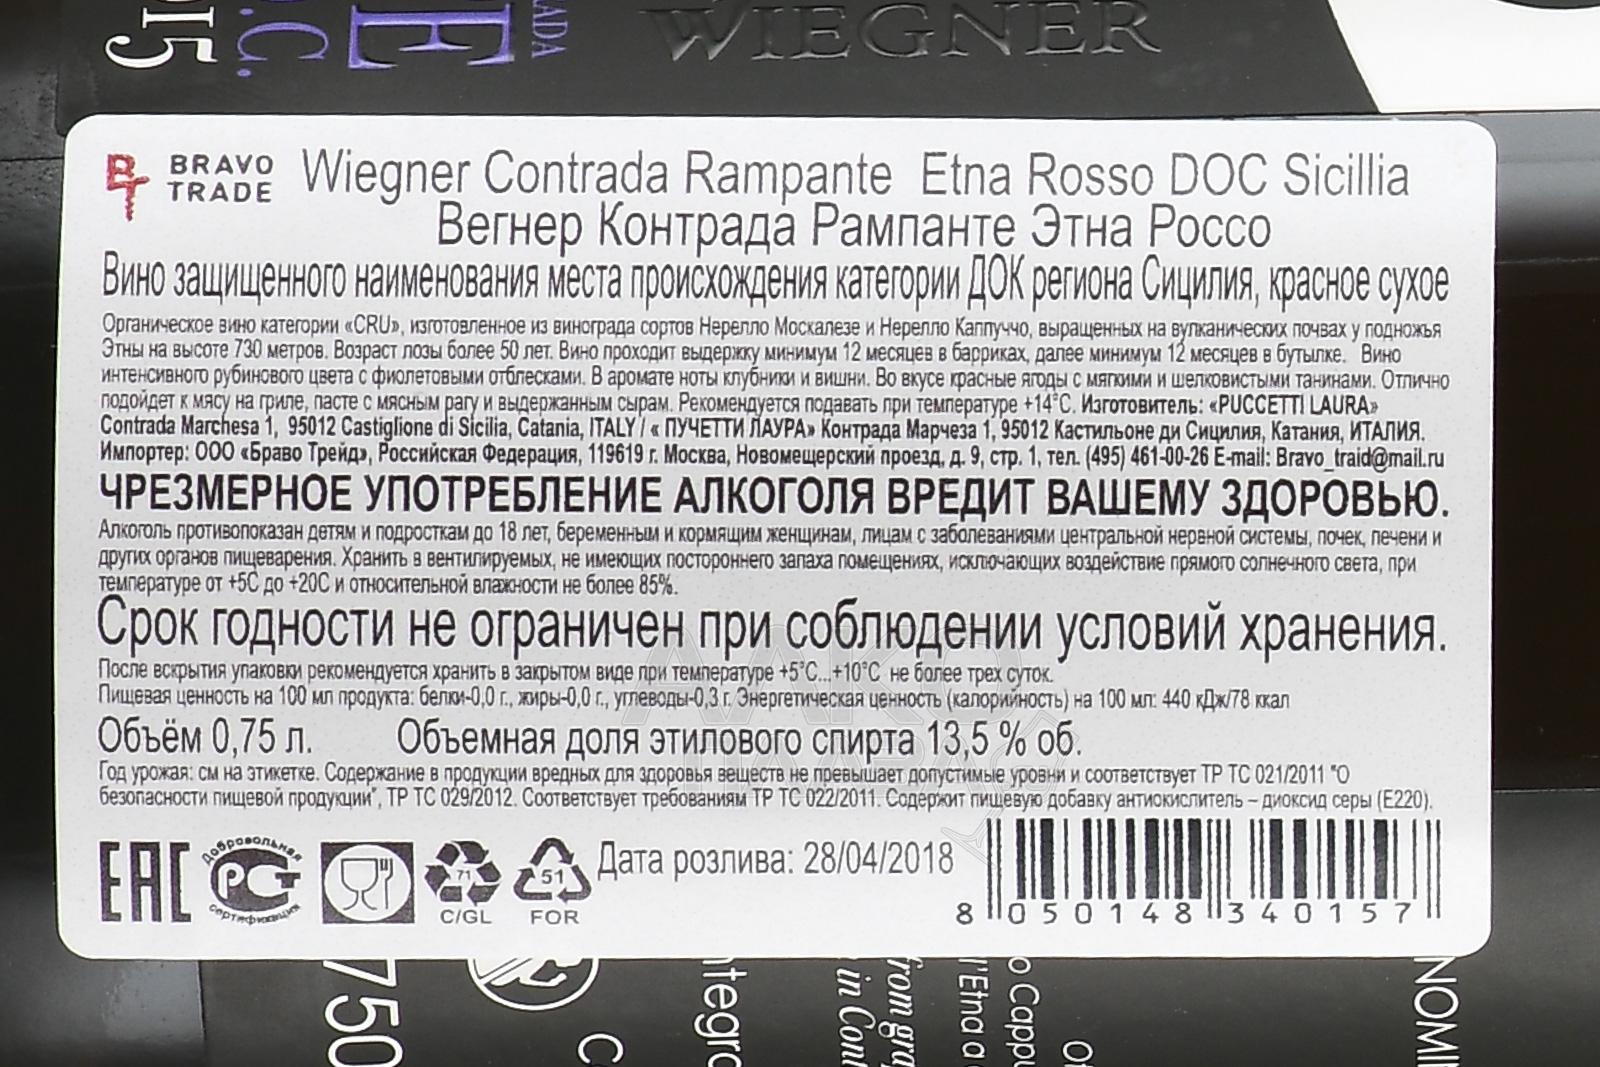 2015
D.O.C.
CONTRADA
WIEGNER
BRAVO
TRADE
Wiegner Contrada Rampante Etna Rosso DOC Sicillia
Вегнер Контрада Рампанте Этна Россо
Вино защищенного наименования места происхождения категории ДОК региона Сицилия, красное сухое
Органическое вино категории «CRU», изготовленное из винограда сортов Нерелло Москалезе и Нерелло Каппуччо, выращенных на вулканических почвах у подножья
Этны на высоте 730 метров. Возраст лозы более 50 лет. Вино проходит выдержку минимум 12 месяцев в барриках, далее минимум 12 месяцев в бутылке. Вино
интенсивного рубинового цвета с фиолетовыми отблесками. В аромате ноты клубники и вишни. Во вкусе красные ягоды с мягкими и шелковистыми танинами. Отлично
подойдет к мясу на гриле, пасте с мясным рагу и выдержанным сырам. Рекомендуется подавать при температуре +14°С. Изготовитель: «PUCCETTI LAURA»
Contrada Marchesa 1, 95012 Castiglione di Sicilia, Catania, ITALY / « ПУЧЕТТИ ЛАУРА» Контрада Марчеза 1, 95012 Кастильоне ди Сицилия, Катания, ИТАЛИЯ.
Импортер: ООО «Браво Трейд», Российская Федерация, 119619 г. Москва, Новомещерский проезд, д. 9, стр. 1, тел. (495) 461-00-26 E-mail: Bravo_traid@mail.ru
ЧРЕЗМЕРНОЕ УПОТРЕБЛЕНИЕ АЛКОГОЛЯ ВРЕДИТ ВАШЕМУ ЗДОРОВЬЮ.
Алкоголь противопоказан детям и подросткам до 18 лет, беременным и кормящим женщинам, лицам с заболеваниями центральной нервной системы, почек, печени и
других органов пищеварения. Хранить в вентилируемых, не имеющих постороннего запаха помещениях, исключающих воздействие прямого солнечного света, при
температуре от +5С до +20С и относительной влажности не более 85%.
Срок годности не ограничен при соблюдении условий хранения.
После вскрытия упаковки рекомендуется хранить в закрытом виде при температуре +5°С...+10°С не более трех суток.
Пищевая ценность на 100 мл продукта: белки-0,0 г., жиры-0,0 г., углеводы-0,3 г. Энергетическая ценность (калорийность) на 100 мл: 440 кДж/78 ккал
Объём 0,75 л. Объемная доля этилового спирта 13,5 % об.
Год урожая: см на этикетке. Содержание в продукции вредных для здоровья веществ не превышает допустимые уровни и соответствует ТР ТС 021/2011 "О
безопасности пищевой продукции", ТР ТС 029/2012. Соответствует требованиям ТР ТС 022/2011. Содержит пищевую добавку антиокислитель – диоксид серы (Е220).
ЕАС
Добровольная
РСТ
сертификация
71
C/GL
51
FOR
Дата розлива: 28/04/2018
8 050148 340157
750
from gra
in Cont
l'Etna a
o Cappu
NOMI